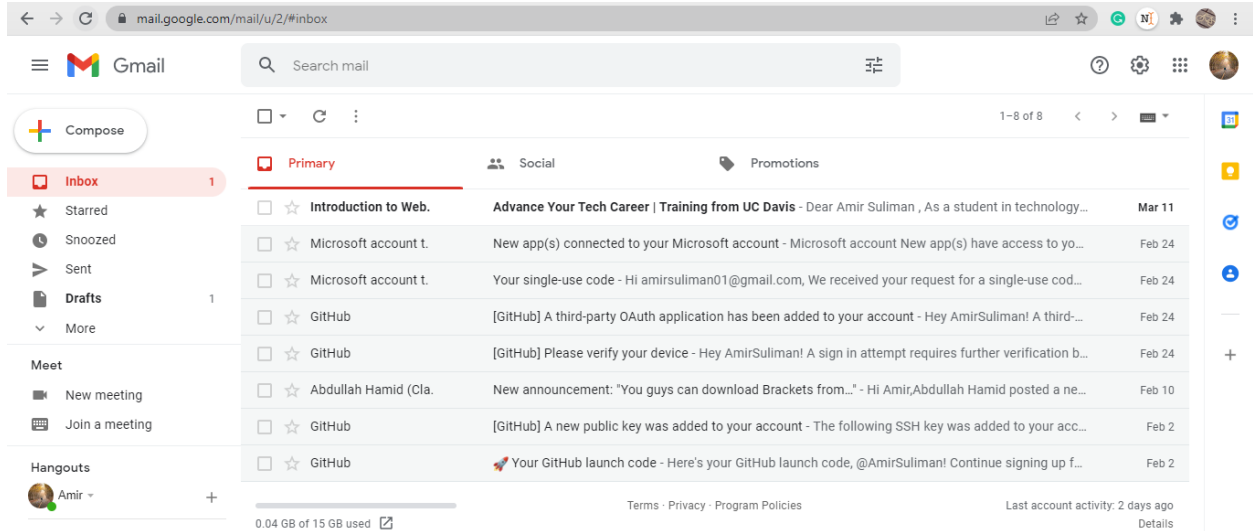 mail.google.com/mail/u/2/#inbox
Gmail
Search mail
Compose
1–8 of 8
31
Primary
Social
Promotions
Inbox 1
Starred
Snoozed
Sent
Drafts 1
More
Introduction to Web. Advance Your Tech Career | Training from UC Davis - Dear Amir Suliman , As a student in technology... Mar 11
Microsoft account t. New app(s) connected to your Microsoft account - Microsoft account New app(s) have access to yo... Feb 24
Microsoft account t. Your single-use code - Hi amirsuliman01@gmail.com, We received your request for a single-use cod... Feb 24
GitHub [GitHub] A third-party OAuth application has been added to your account - Hey AmirSuliman! A third-... Feb 24
GitHub [GitHub] Please verify your device - Hey AmirSuliman! A sign in attempt requires further verification b... Feb 24
Abdullah Hamid (Cla. New announcement: "You guys can download Brackets from..." - Hi Amir,Abdullah Hamid posted a ne... Feb 10
GitHub [GitHub] A new public key was added to your account - The following SSH key was added to your acc... Feb 2
GitHub 🚀 Your GitHub launch code - Here's your GitHub launch code, @AmirSuliman! Continue signing up f... Feb 2
Meet
New meeting
Join a meeting
Hangouts
Amir
Terms · Privacy · Program Policies
Last account activity: 2 days ago
0.04 GB of 15 GB used
Details